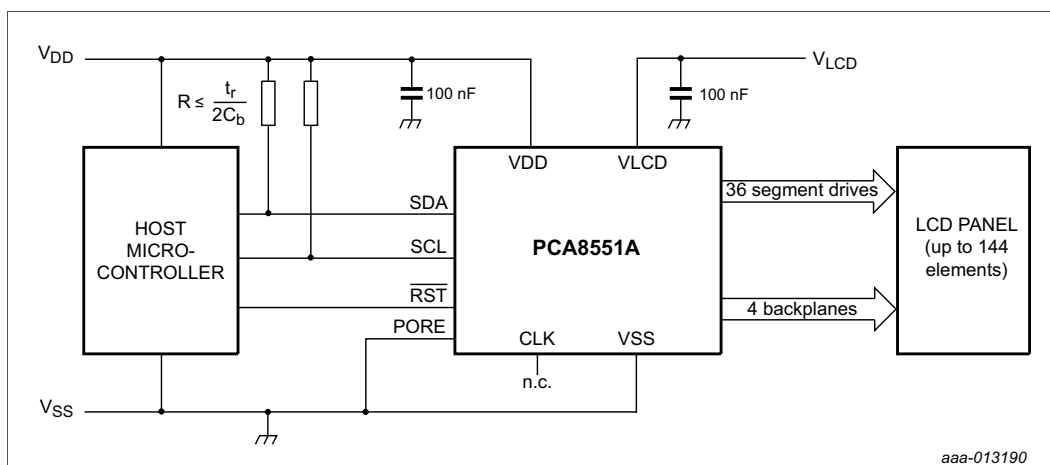 VDD
VLCD
R ≤ tr/2Cb
100 nF
100 nF
VDD
VLCD
36 segment drives
SDA
HOST
MICRO-
CONTROLLER
SCL
PCA8551A
LCD PANEL
(up to 144
elements)
RST
4 backplanes
PORE
CLK
VSS
n.c.
VSS
aaa-013190